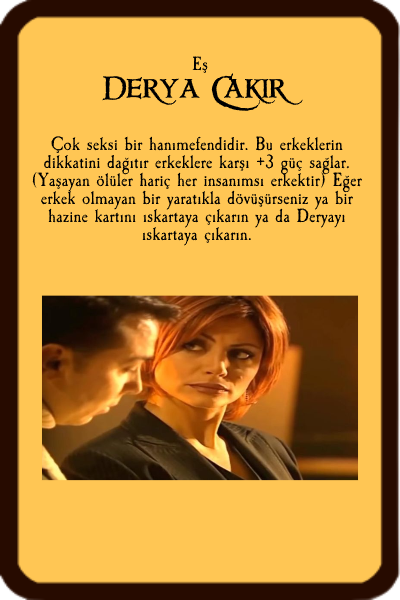 Eş
Derya Çakır
Çok seksi bir hanımefendidir. Bu erkeklerin
dikkatini dağıtır erkeklere karşı +3 güç sağlar.
(Yaşayan ölüler hariç her insanımsı erkektir) Eğer
erkek olmayan bir yaratıkla dövüşürseniz ya bir
hazine kartını ıskartaya çıkarın ya da Deryayı
ıskartaya çıkarın.